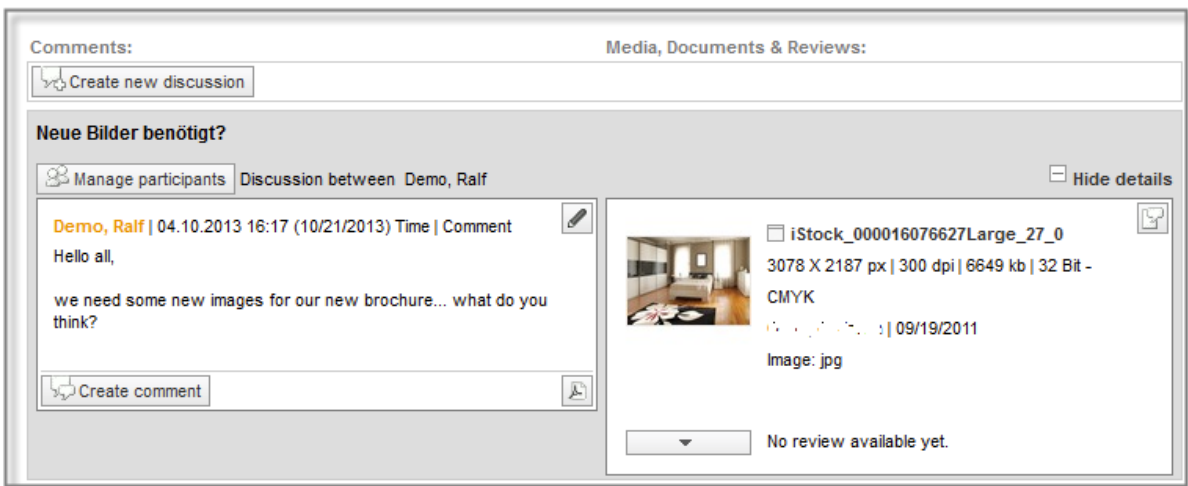 Comments:
Media, Documents & Reviews:
Create new discussion
Neue Bilder benötigt?
Manage participants Discussion between Demo, Ralf
Hide details
Demo, Ralf | 04.10.2013 16:17 (10/21/2013) Time | Comment
Hello all,
we need some new images for our new brochure... what do you
think?
Create comment
iStock_000016076627Large_27_0
3078 X 2187 px | 300 dpi | 6649 kb | 32 Bit -
CMYK
| 09/19/2011
Image: jpg
No review available yet.